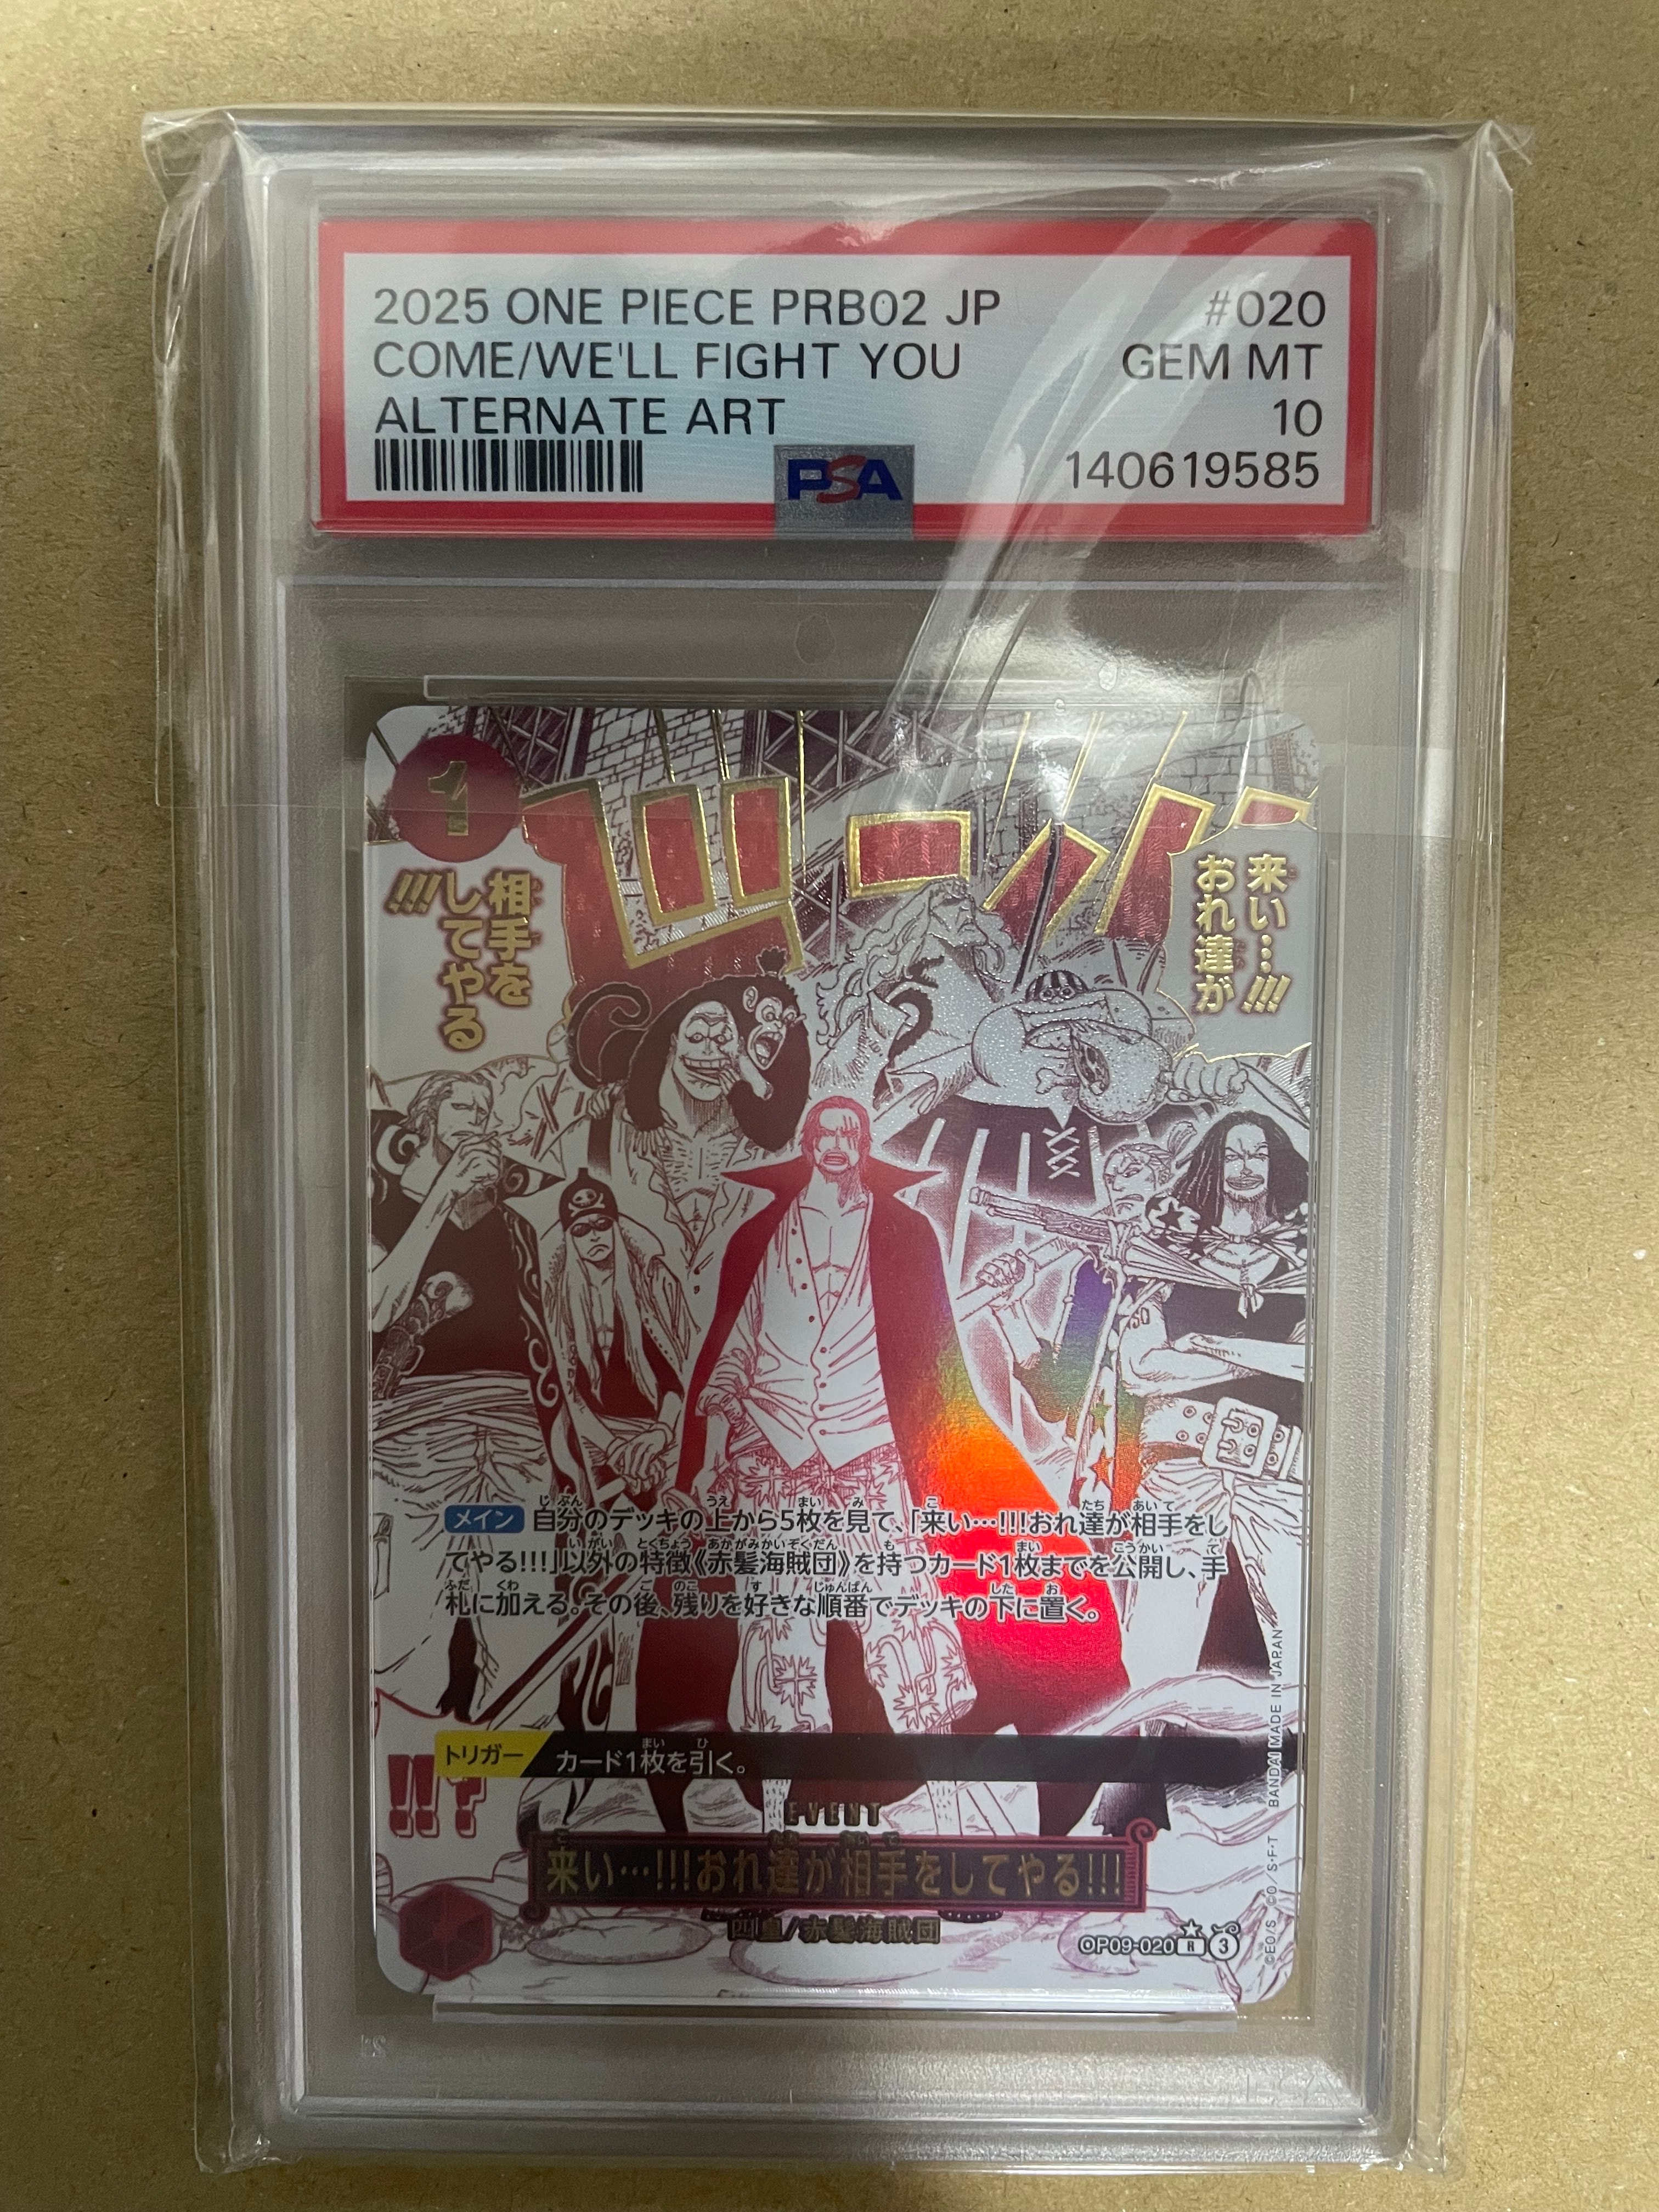 2025 ONE PIECE PRB02 JP #020
COME/WE'LL FIGHT YOU GEM MT
ALTERNATE ART 10
PSA 140619585
1
ドンッ
来い…!!!
おれ達が
相手を
してやる
!!!
メイン 自分のデッキの上から5枚を見て、「来い…!!!おれ達が相手をし
てやる!!!」以外の特徴《赤髪海賊団》を持つカード1枚までを公開し、手
札に加える。その後、残りを好きな順番でデッキの下に置く。
トリガー カード1枚を引く。
!!?
EVENT
来い…!!!おれ達が相手をしてやる!!!
四皇/赤髪海賊団
OP09-020 R 3
©E.O/S.,©O/S・F・T BANDAI MADE IN JAPAN